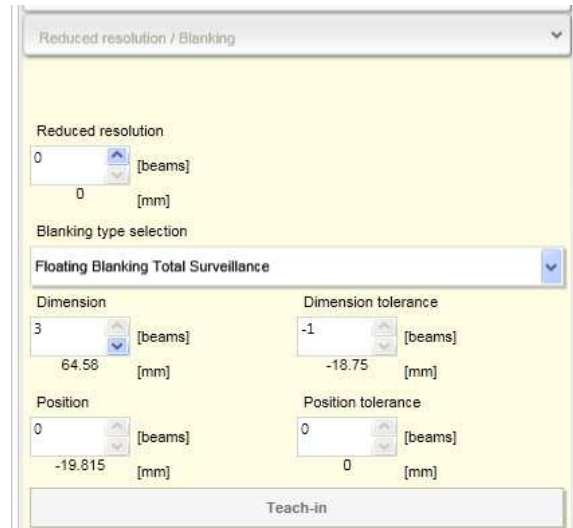 Reduced resolution / Blanking
Reduced resolution
0 [beams]
0 [mm]
Blanking type selection
Floating Blanking Total Surveillance
Dimension Dimension tolerance
3 [beams] -1 [beams]
64.58 [mm] -18.75 [mm]
Position Position tolerance
0 [beams] 0 [beams]
-19.815 [mm] 0 [mm]
Teach-in